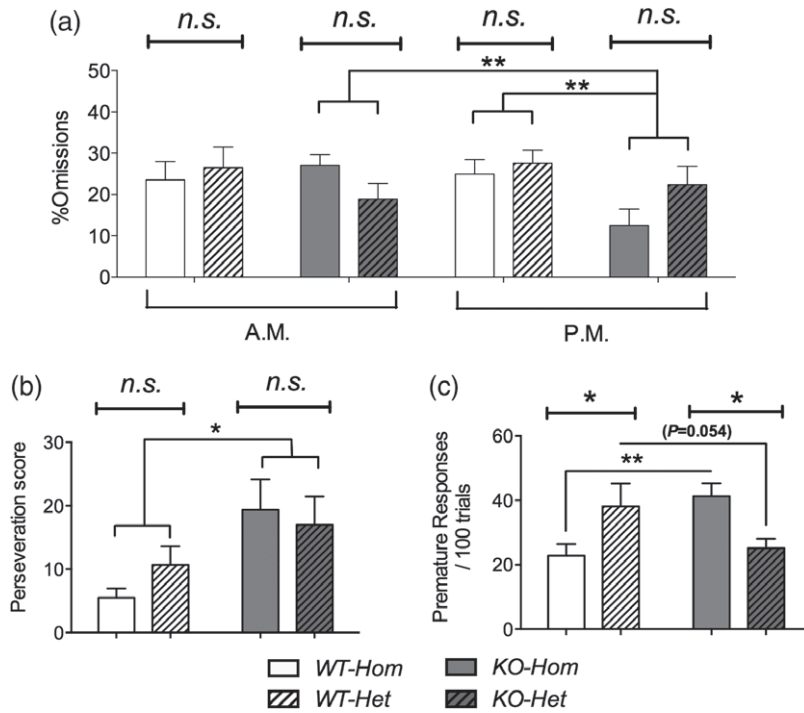 (a)
n.s. n.s. n.s. n.s.
**
**
50
40
30
20
10
0
%Omissions
A.M. P.M.
(b)
n.s. n.s.
*
30
20
10
0
Perseveration score
(c)
* *
(P=0.054)
**
60
40
20
0
Premature Responses
/ 100 trials
WT-Hom KO-Hom
WT-Het KO-Het